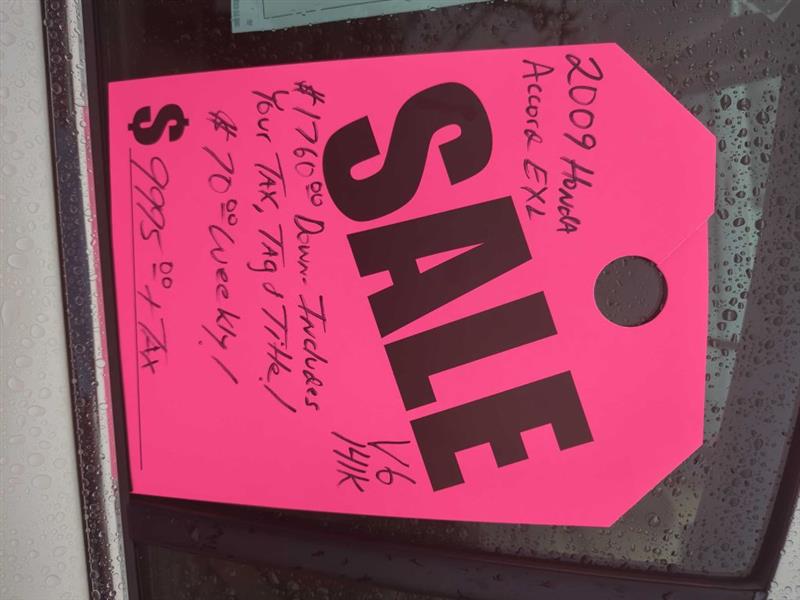 2009 Honda
Accord EXL
SALE
V6
141K
$1760.00 Down - Includes
Your TAX, TAG & Title!
$70.00 Weekly!
$ 9995.00 + TAX